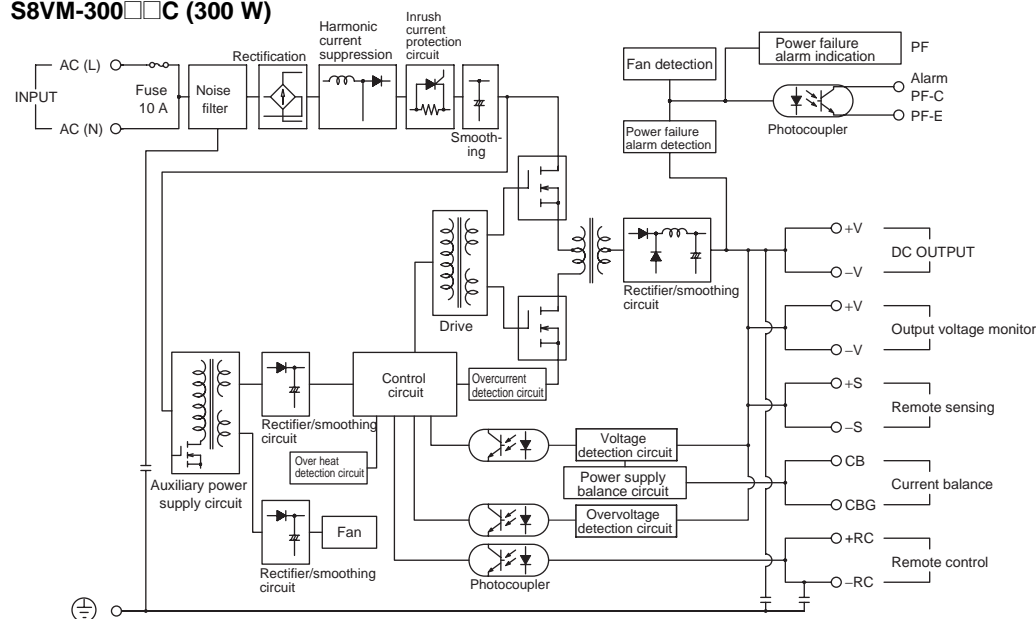 S8VM-300□□C (300 W)
INPUT
AC (L)
AC (N)
Fuse
10 A
Noise
filter
Rectification
Harmonic
current
suppression
Inrush
current
protection
circuit
Smooth-
ing
Fan detection
Power failure
alarm indication
PF
Alarm
PF-C
PF-E
Photocoupler
Power failure
alarm detection
Drive
Rectifier/smoothing
circuit
+V
−V
DC OUTPUT
+V
−V
Output voltage monitor
+S
−S
Remote sensing
CB
CBG
Current balance
+RC
−RC
Remote control
Auxiliary power
supply circuit
Rectifier/smoothing
circuit
Control
circuit
Overcurrent
detection circuit
Over heat
detection circuit
Voltage
detection circuit
Power supply
balance circuit
Overvoltage
detection circuit
Fan
Rectifier/smoothing
circuit
Photocoupler